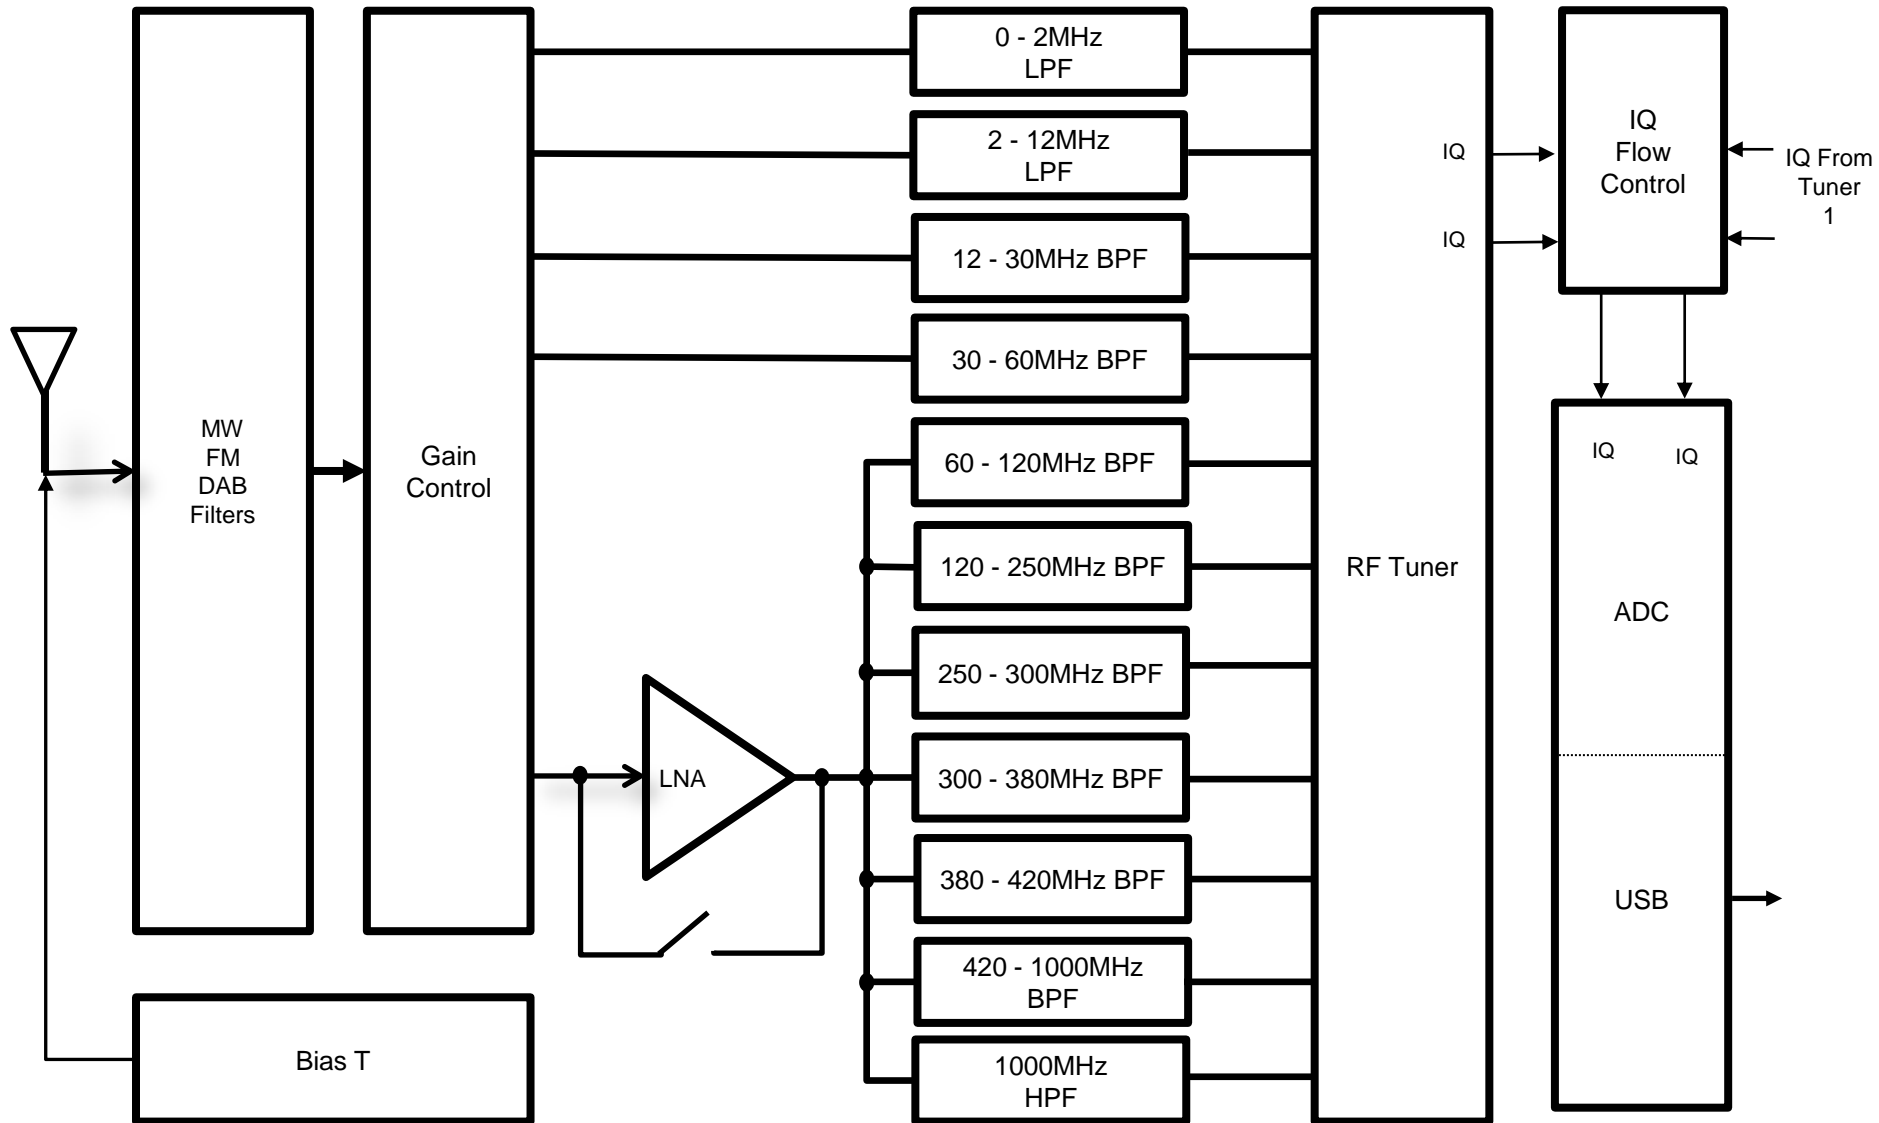 MW
FM
DAB
Filters
Gain
Control
Bias T
LNA
0 - 2MHz
LPF
2 - 12MHz
LPF
12 - 30MHz BPF
30 - 60MHz BPF
60 - 120MHz BPF
120 - 250MHz BPF
250 - 300MHz BPF
300 - 380MHz BPF
380 - 420MHz BPF
420 - 1000MHz
BPF
1000MHz
HPF
IQ
IQ
RF Tuner
IQ
Flow
Control
IQ From
Tuner
1
IQ
IQ
ADC
USB